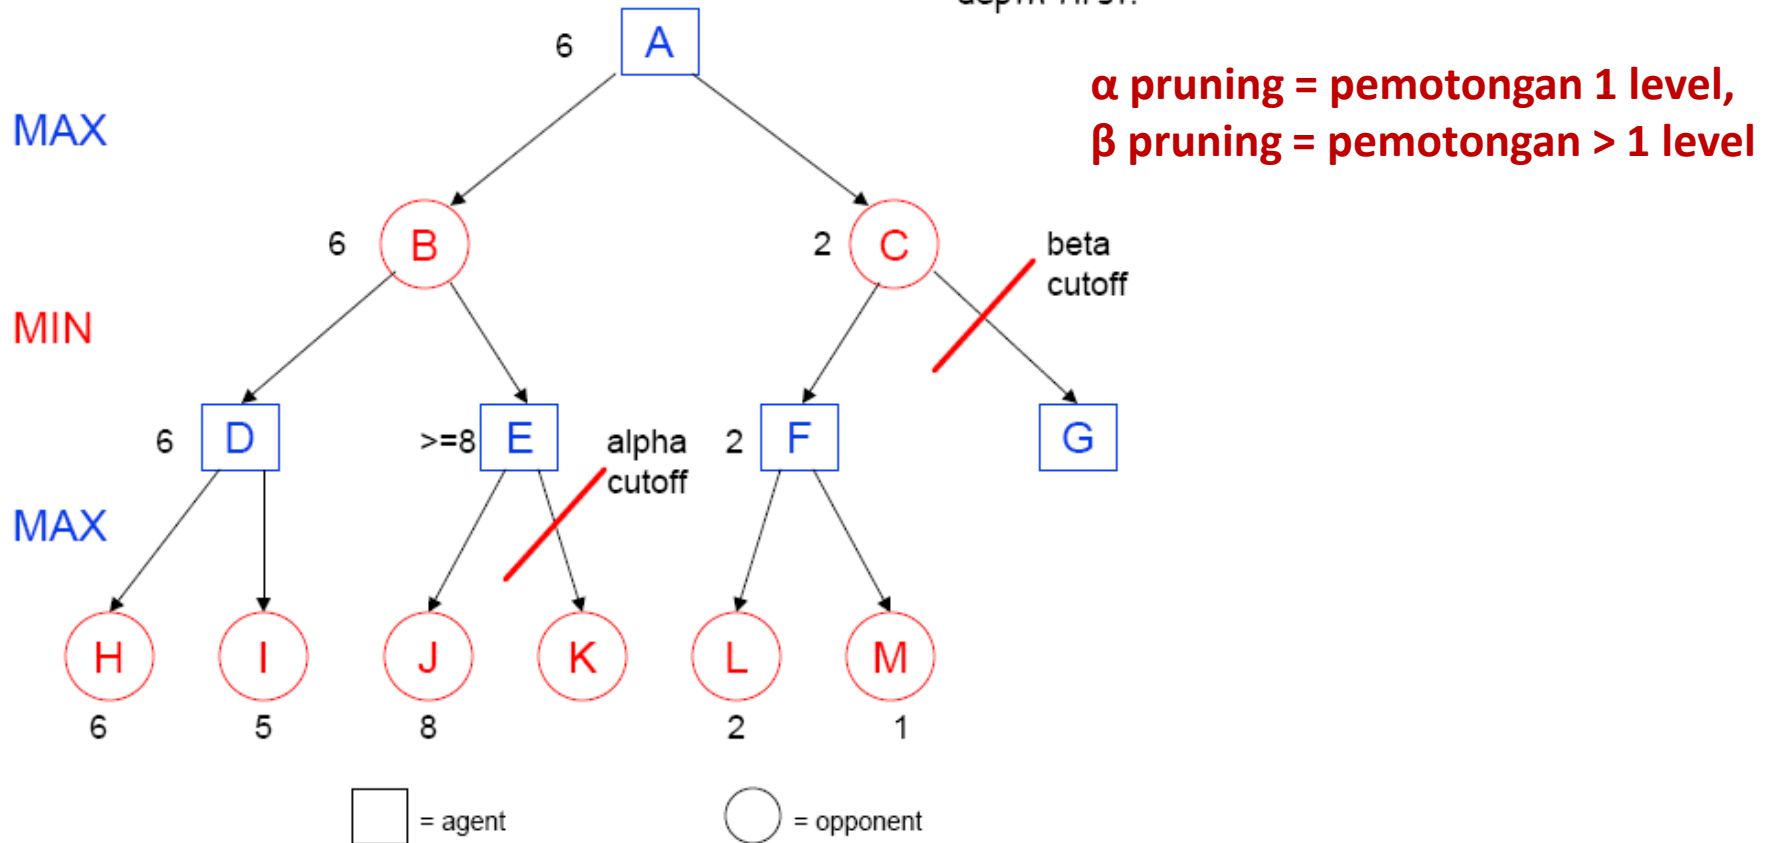 6 A
α pruning = pemotongan 1 level,
β pruning = pemotongan > 1 level
MAX
6 B 2 C beta
cutoff
MIN
6 D >=8 E alpha
cutoff
2 F G
MAX
H I J K L M
6 5 8 2 1
= agent = opponent